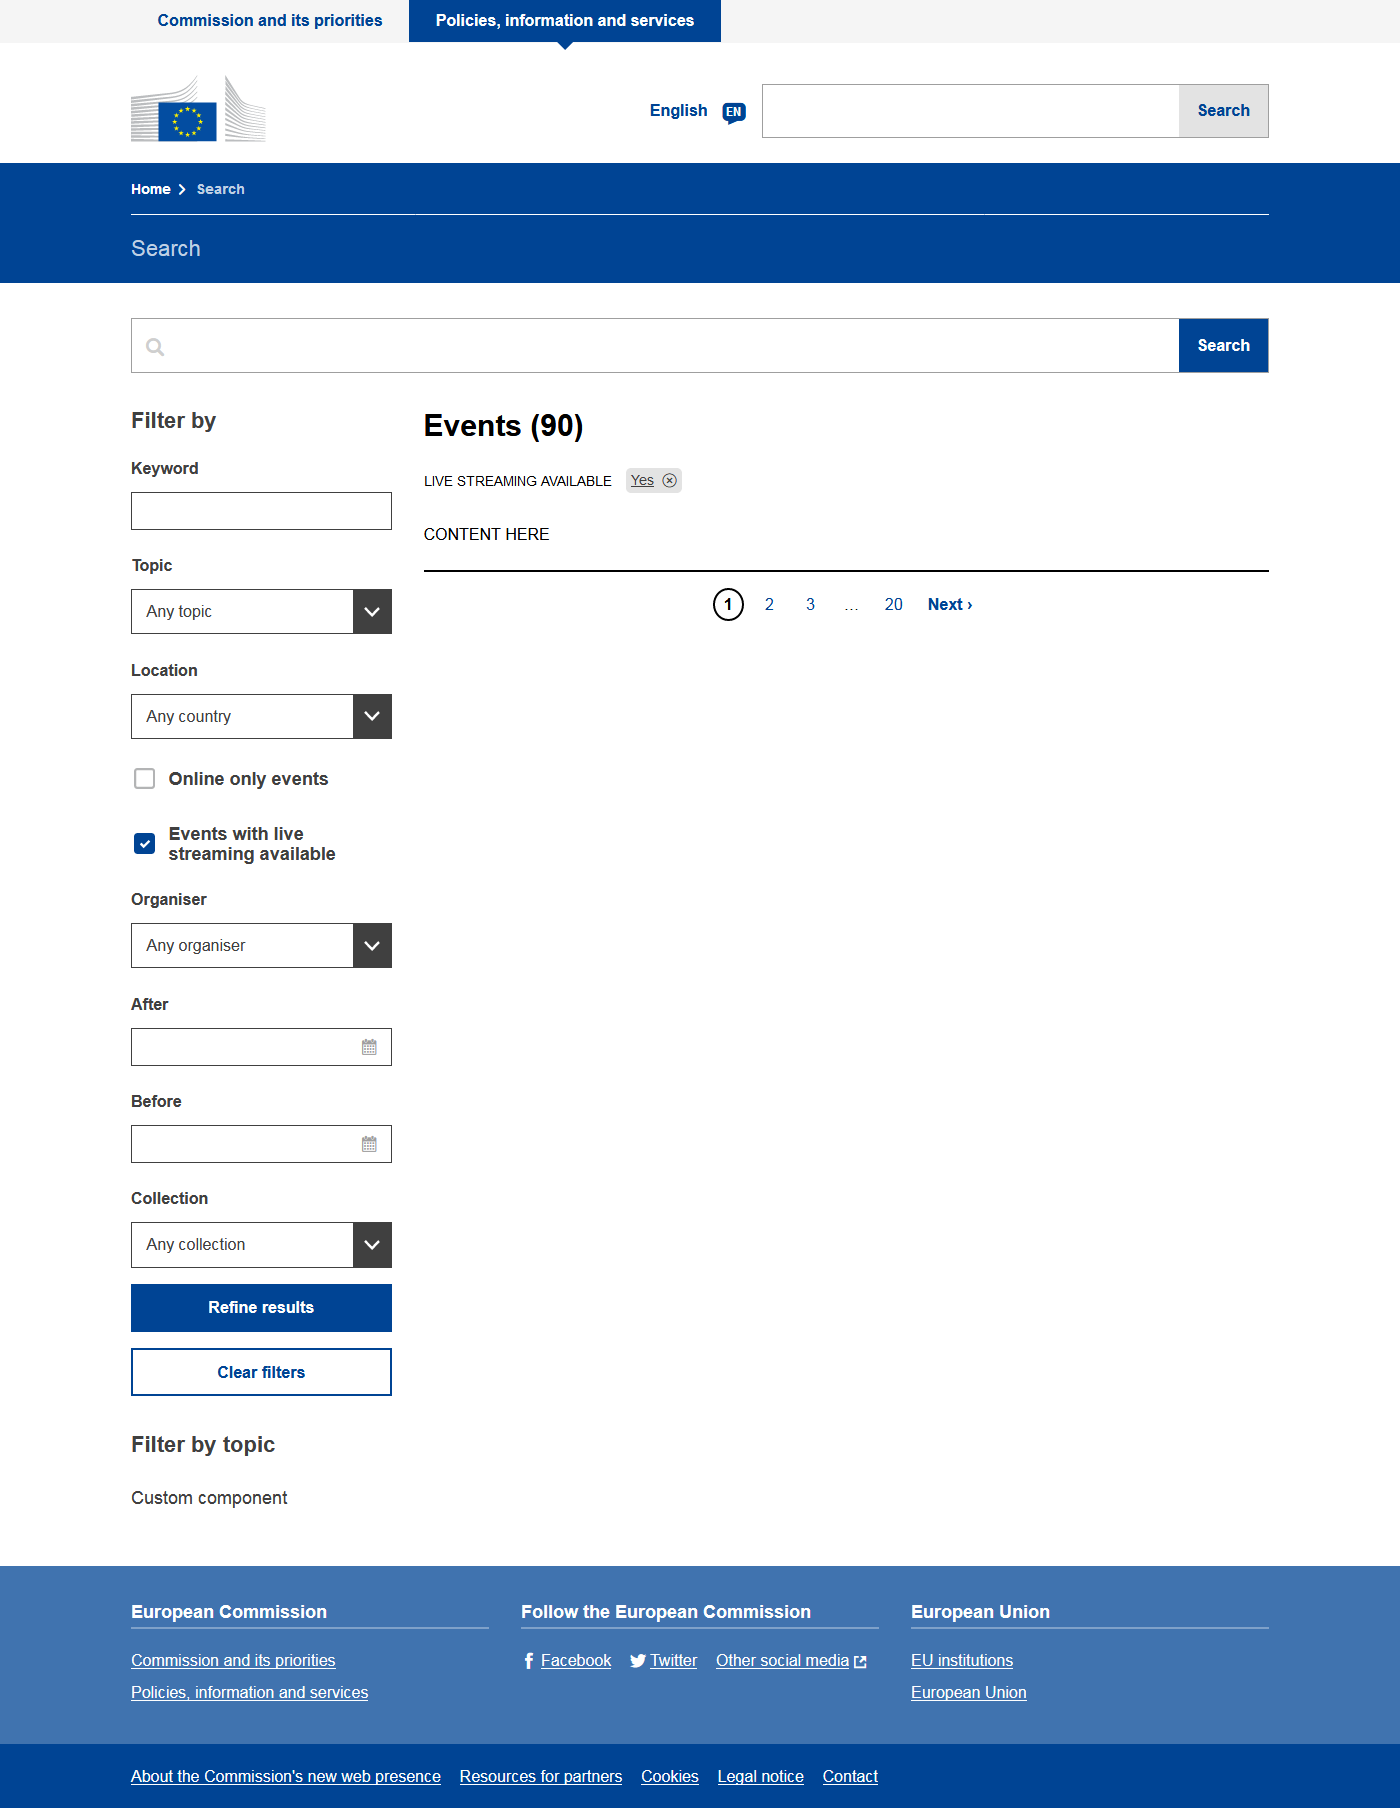 Commission and its priorities
Policies, information and services
English EN
Search
Home Search
Search
Search
Filter by
Keyword
Topic
Any topic
Location
Any country
Online only events
Events with live
streaming available
Organiser
Any organiser
After
Before
Collection
Any collection
Refine results
Clear filters
Filter by topic
Custom component
Events (90)
LIVE STREAMING AVAILABLE Yes
CONTENT HERE
1 2 3 ... 20 Next ›
European Commission
Commission and its priorities
Policies, information and services
Follow the European Commission
Facebook Twitter Other social media
European Union
EU institutions
European Union
About the Commission's new web presence Resources for partners Cookies Legal notice Contact